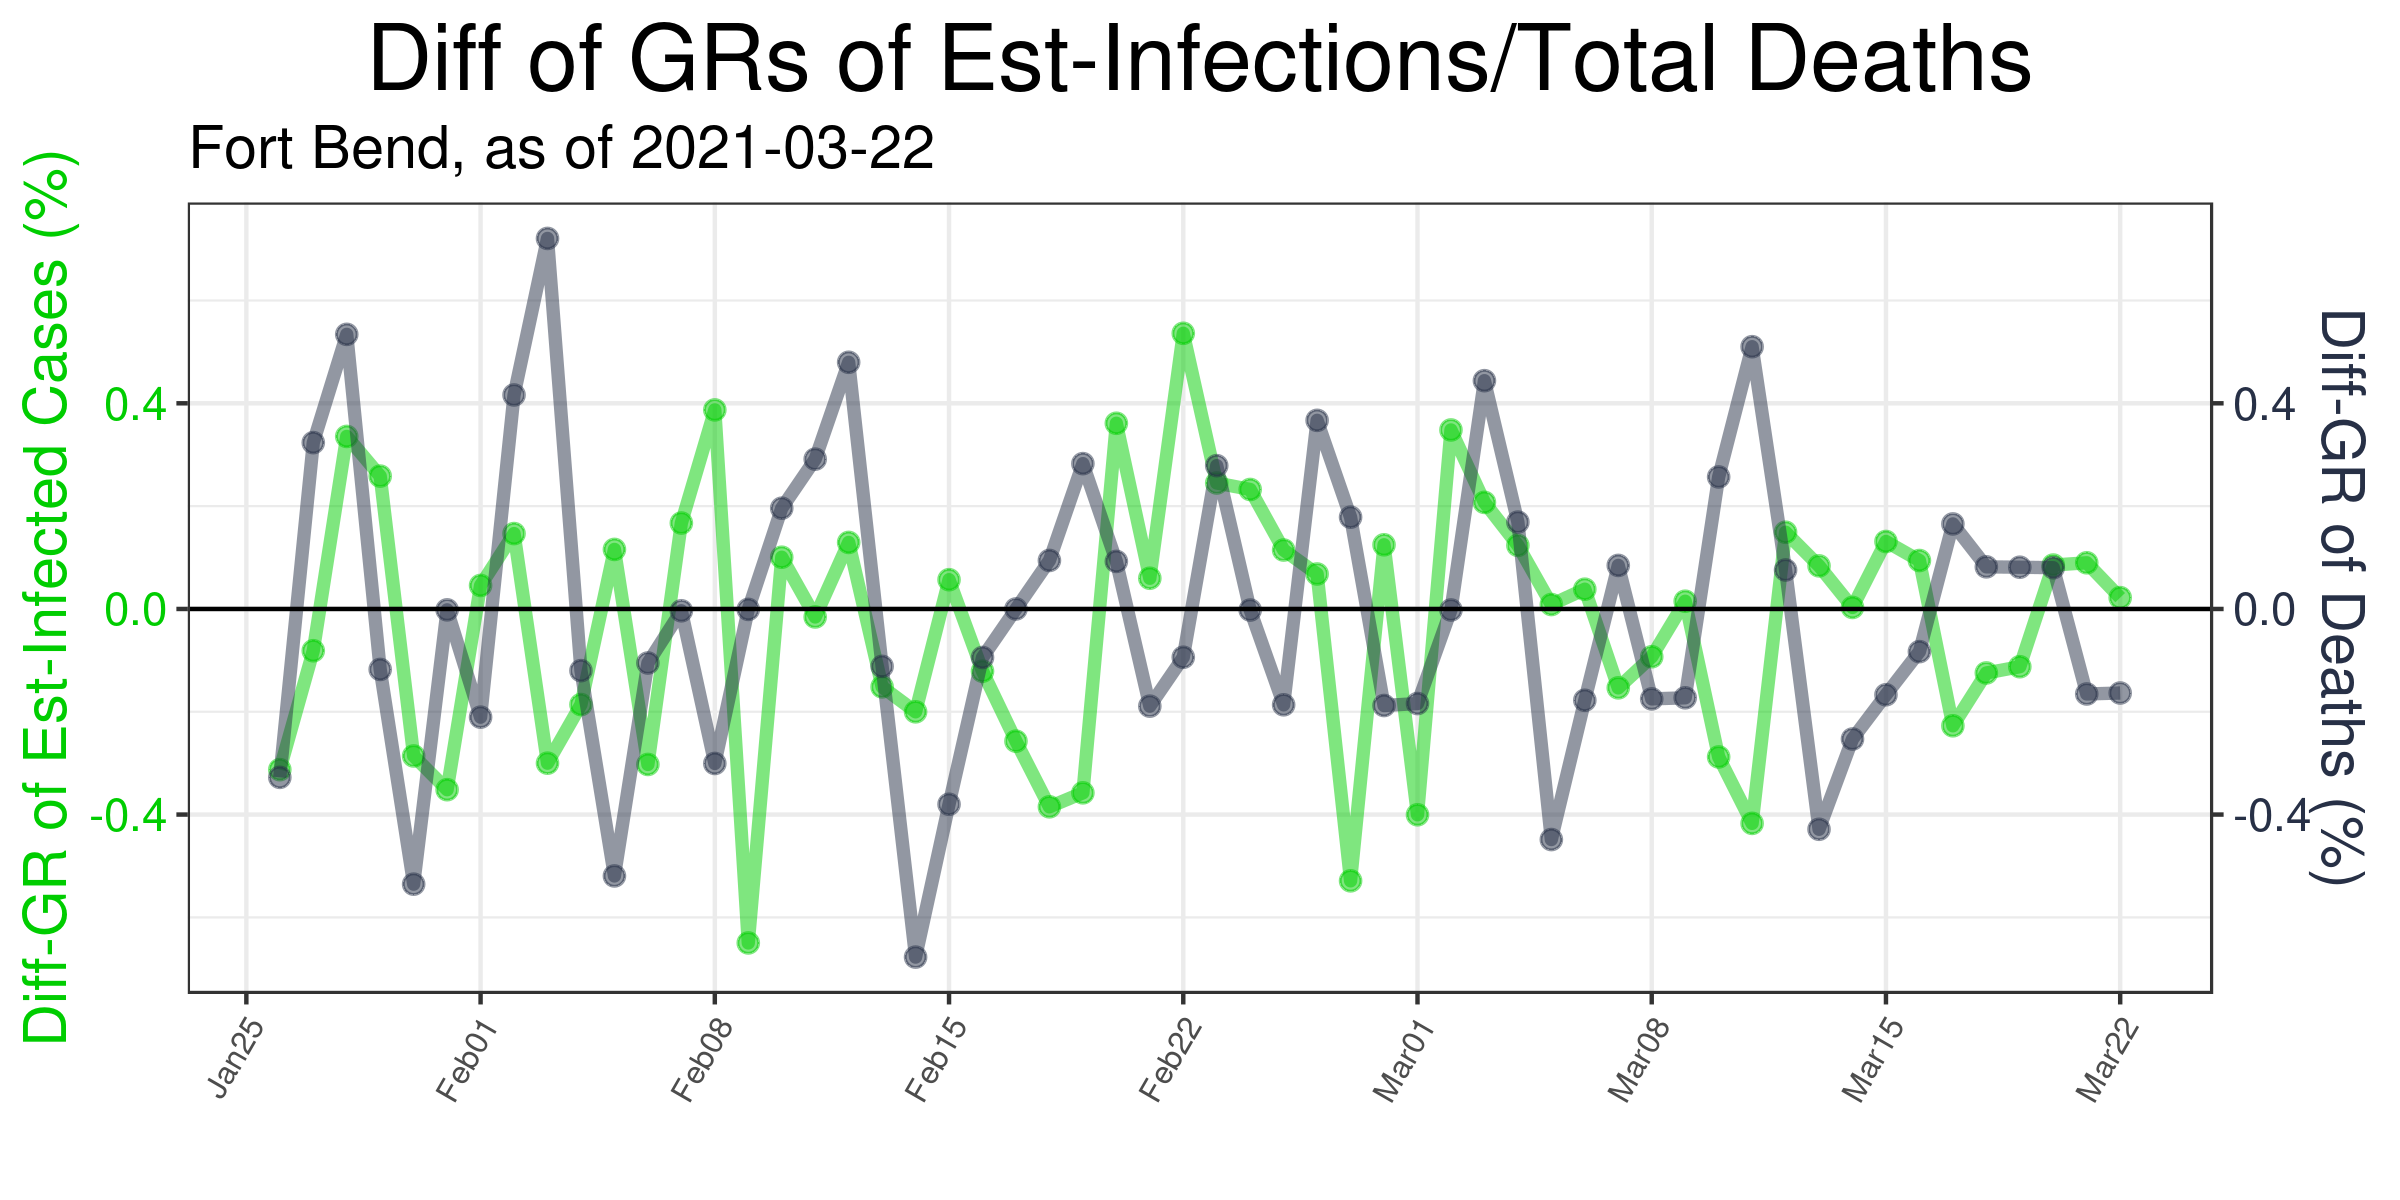 Diff of GRs of Est-Infections/Total Deaths
Fort Bend, as of 2021-03-22
Diff-GR of Est-Infected Cases (%)
0.4
0.0
-0.4
0.4
0.0
-0.4
Diff-GR of Deaths (%)
Jan25
Feb01
Feb08
Feb15
Feb22
Mar01
Mar08
Mar15
Mar22